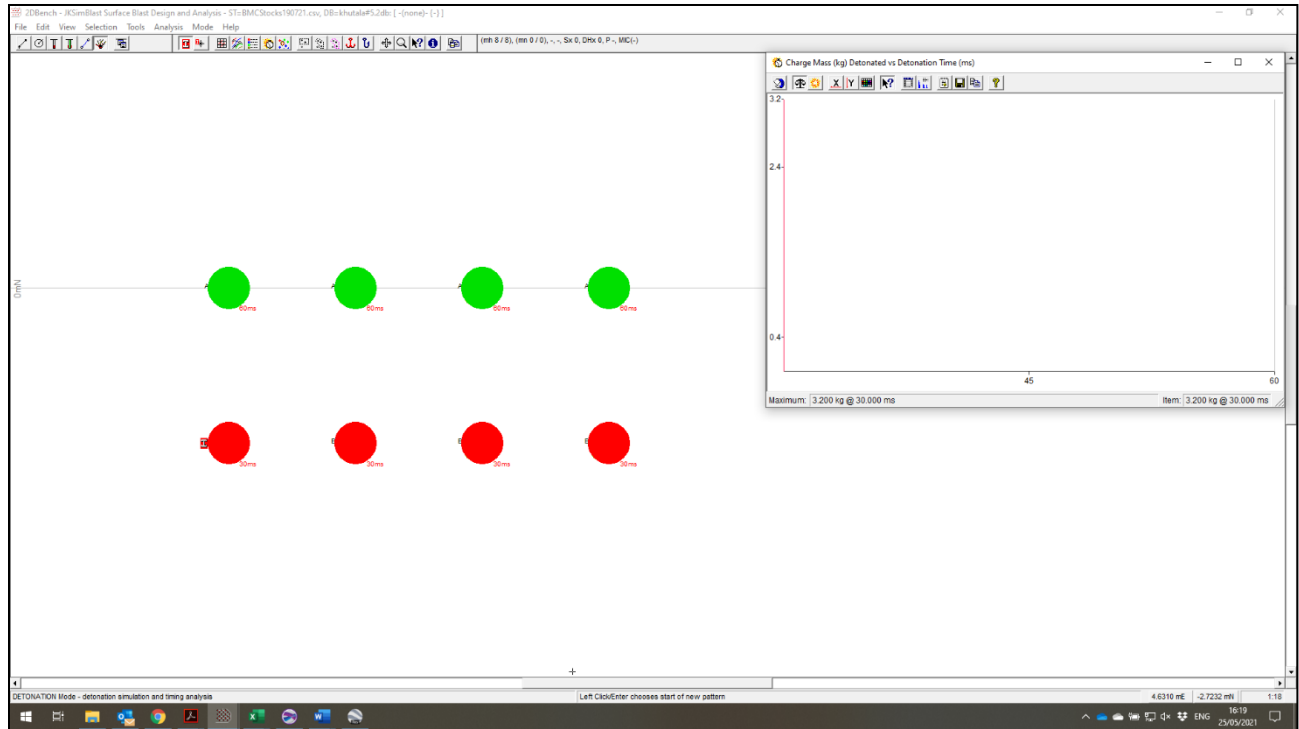 2DBench - JKSimBlast Surface Blast Design and Analysis - ST=BMCStocks190721.csv, DB=khutala#5.2db: [ -(none)- {-} ]
File Edit View Selection Tools Analysis Mode Help
(mh 8 / 8), (mn 0 / 0), -, -, Sx 0, DHx 0, P -, MIC(-)
Charge Mass (kg) Detonated vs Detonation Time (ms)
X Y
3.2
2.4
0.4
45 60
Maximum: 3.200 kg @ 30.000 ms Item: 3.200 kg @ 30.000 ms
0mN
A A A A
60ms 60ms 60ms 60ms
B B B
30ms 30ms 30ms 30ms
DETONATION Mode - detonation simulation and timing analysis Left Click/Enter chooses start of new pattern 4.6310 mE -2.7232 mN 1:18
ENG 16:19
25/05/2021